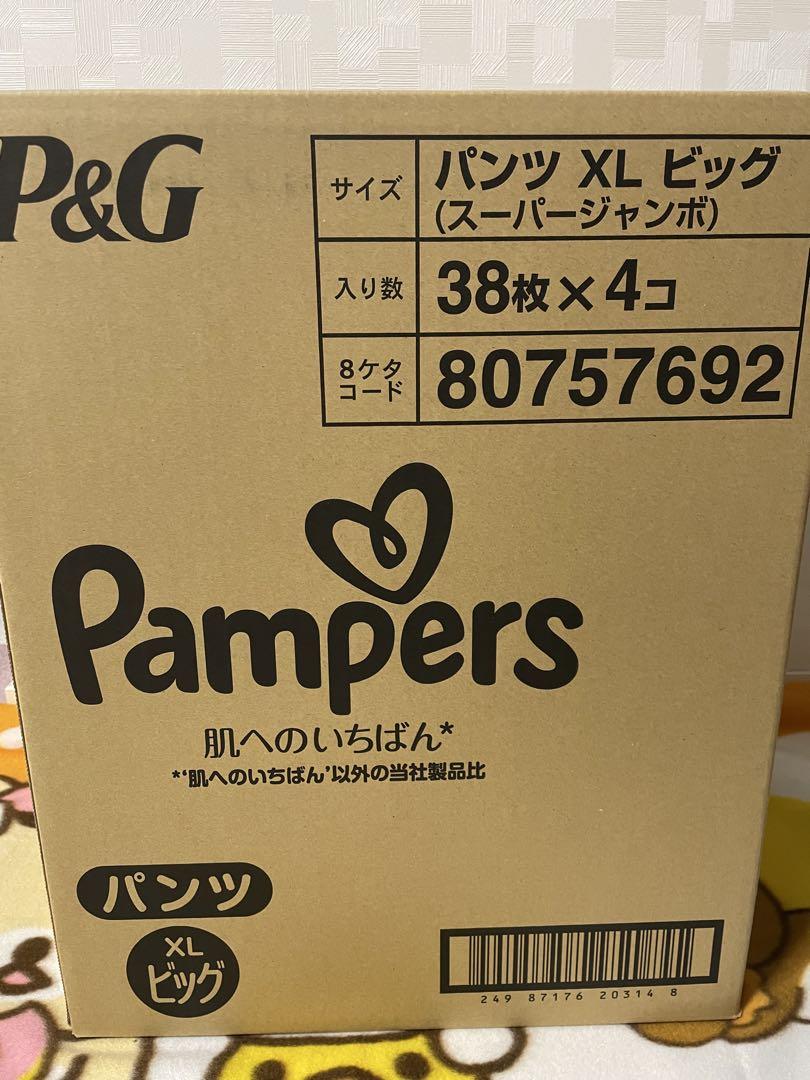 P&G
サイズ パンツ XL ビッグ
(スーパージャンボ)
入り数 38枚×4コ
8ケタ
コード 80757692
Pampers
肌へのいちばん*
*‘肌へのいちばん’以外の当社製品比
パンツ
XL
ビッグ
249 87176 20314 8